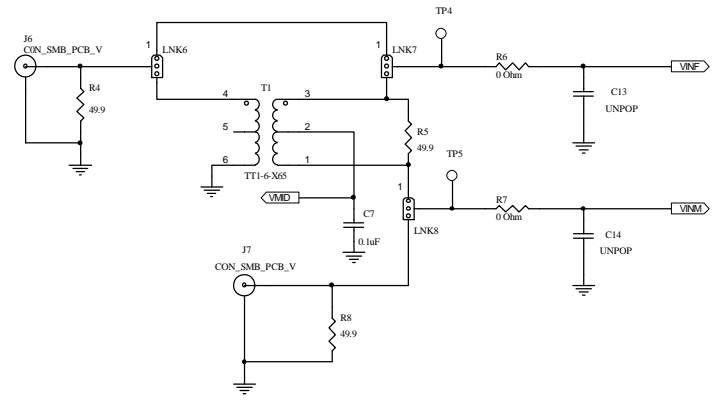 TP4
J6
C0N_SMB_PCB_V
1
LNK6
1
LNK7
R6
0 Ohm
VINF
R4
49.9
C13
UNPOP
T1
4
3
5
2
6
1
TT1-6-X65
R5
49.9
TP5
VMID
1
LNK8
R7
0 Ohm
VINM
C7
0.1uF
C14
UNPOP
J7
CON_SMB_PCB_V
R8
49.9